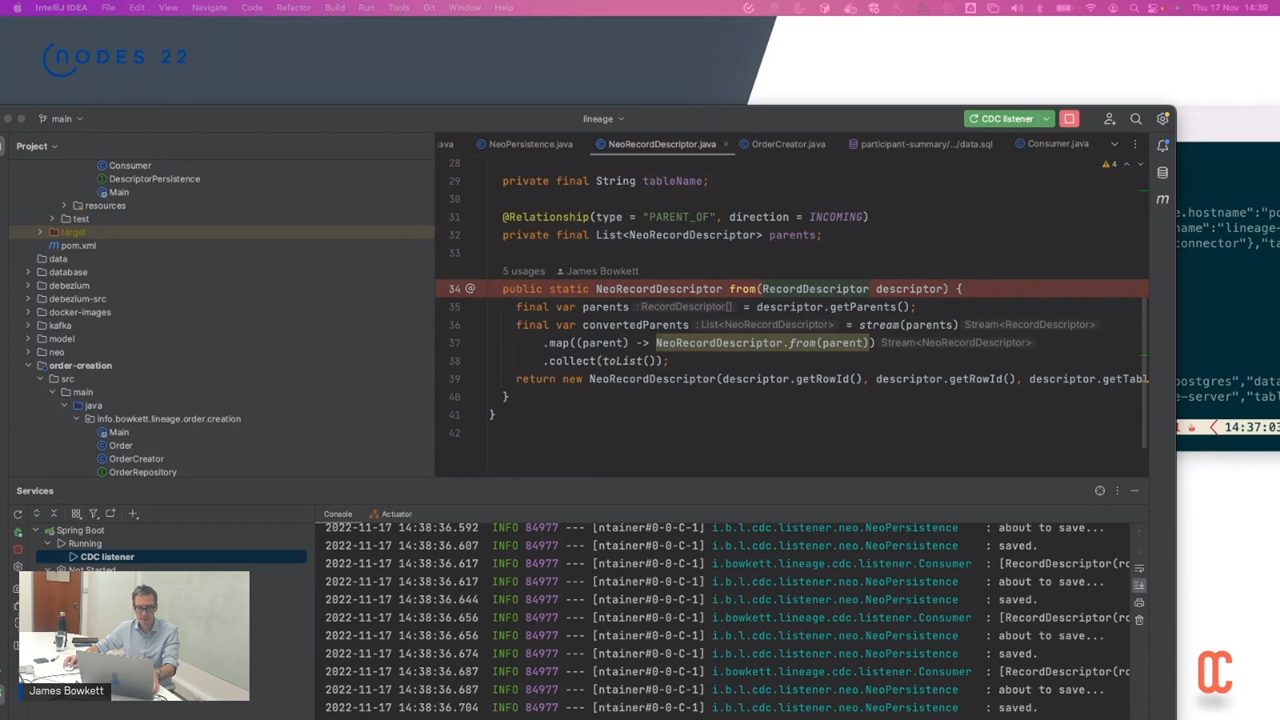 IntelliJ IDEA File Edit View Navigate Code Refactor Build Run Tools Git Window Help
Thu 17 Nov 14:39
NODES 22
main
lineage
CDC listener
Project
ava
NeoPersistence.java
NeoRecordDescriptor.java
OrderCreator.java
participant-summary/.../data.sql
Consumer.java
Consumer
DescriptorPersistence
Main
resources
test
target
pom.xml
data
database
debezium
debezium-src
docker-images
kafka
model
neo
order-creation
src
main
java
info.bowkett.lineage.order.creation
Main
Order
OrderCreator
OrderRepository
28
4
29 private final String tableName;
30
31 @Relationship(type = "PARENT_OF", direction = INCOMING)
32 private final List<NeoRecordDescriptor> parents;
33
5 usages James Bowkett
34 @ public static NeoRecordDescriptor from(RecordDescriptor descriptor) {
35 final var parents : RecordDescriptor[] = descriptor.getParents();
36 final var convertedParents : List<NeoRecordDescriptor> = stream(parents) Stream<RecordDescriptor>
37 .map((parent) -> NeoRecordDescriptor.from(parent)) Stream<NeoRecordDescriptor>
38 .collect(toList());
39 return new NeoRecordDescriptor(descriptor.getRowId(), descriptor.getRowId(), descriptor.getTabl
40 }
41 }
42
e.hostname":"po
name":"lineage-
connector"},"ta
postgres","data
e-server","tabl
14:37:03
Services
Spring Boot
Running
CDC listener
Not Started
Console Actuator
2022-11-17 14:38:36.592 INFO 84977 --- [ntainer#0-0-C-1] i.b.l.cdc.listener.neo.NeoPersistence : about to save...
2022-11-17 14:38:36.607 INFO 84977 --- [ntainer#0-0-C-1] i.b.l.cdc.listener.neo.NeoPersistence : saved.
2022-11-17 14:38:36.617 INFO 84977 --- [ntainer#0-0-C-1] i.bowkett.lineage.cdc.listener.Consumer : [RecordDescriptor(ro
2022-11-17 14:38:36.617 INFO 84977 --- [ntainer#0-0-C-1] i.b.l.cdc.listener.neo.NeoPersistence : about to save...
2022-11-17 14:38:36.644 INFO 84977 --- [ntainer#0-0-C-1] i.b.l.cdc.listener.neo.NeoPersistence : saved.
2022-11-17 14:38:36.656 INFO 84977 --- [ntainer#0-0-C-1] i.bowkett.lineage.cdc.listener.Consumer : [RecordDescriptor(ro
2022-11-17 14:38:36.656 INFO 84977 --- [ntainer#0-0-C-1] i.b.l.cdc.listener.neo.NeoPersistence : about to save...
2022-11-17 14:38:36.674 INFO 84977 --- [ntainer#0-0-C-1] i.b.l.cdc.listener.neo.NeoPersistence : saved.
2022-11-17 14:38:36.687 INFO 84977 --- [ntainer#0-0-C-1] i.bowkett.lineage.cdc.listener.Consumer : [RecordDescriptor(ro
2022-11-17 14:38:36.687 INFO 84977 --- [ntainer#0-0-C-1] i.b.l.cdc.listener.neo.NeoPersistence : about to save...
2022-11-17 14:38:36.704 INFO 84977 --- [ntainer#0-0-C-1] i.b.l.cdc.listener.neo.NeoPersistence : saved.
James Bowkett